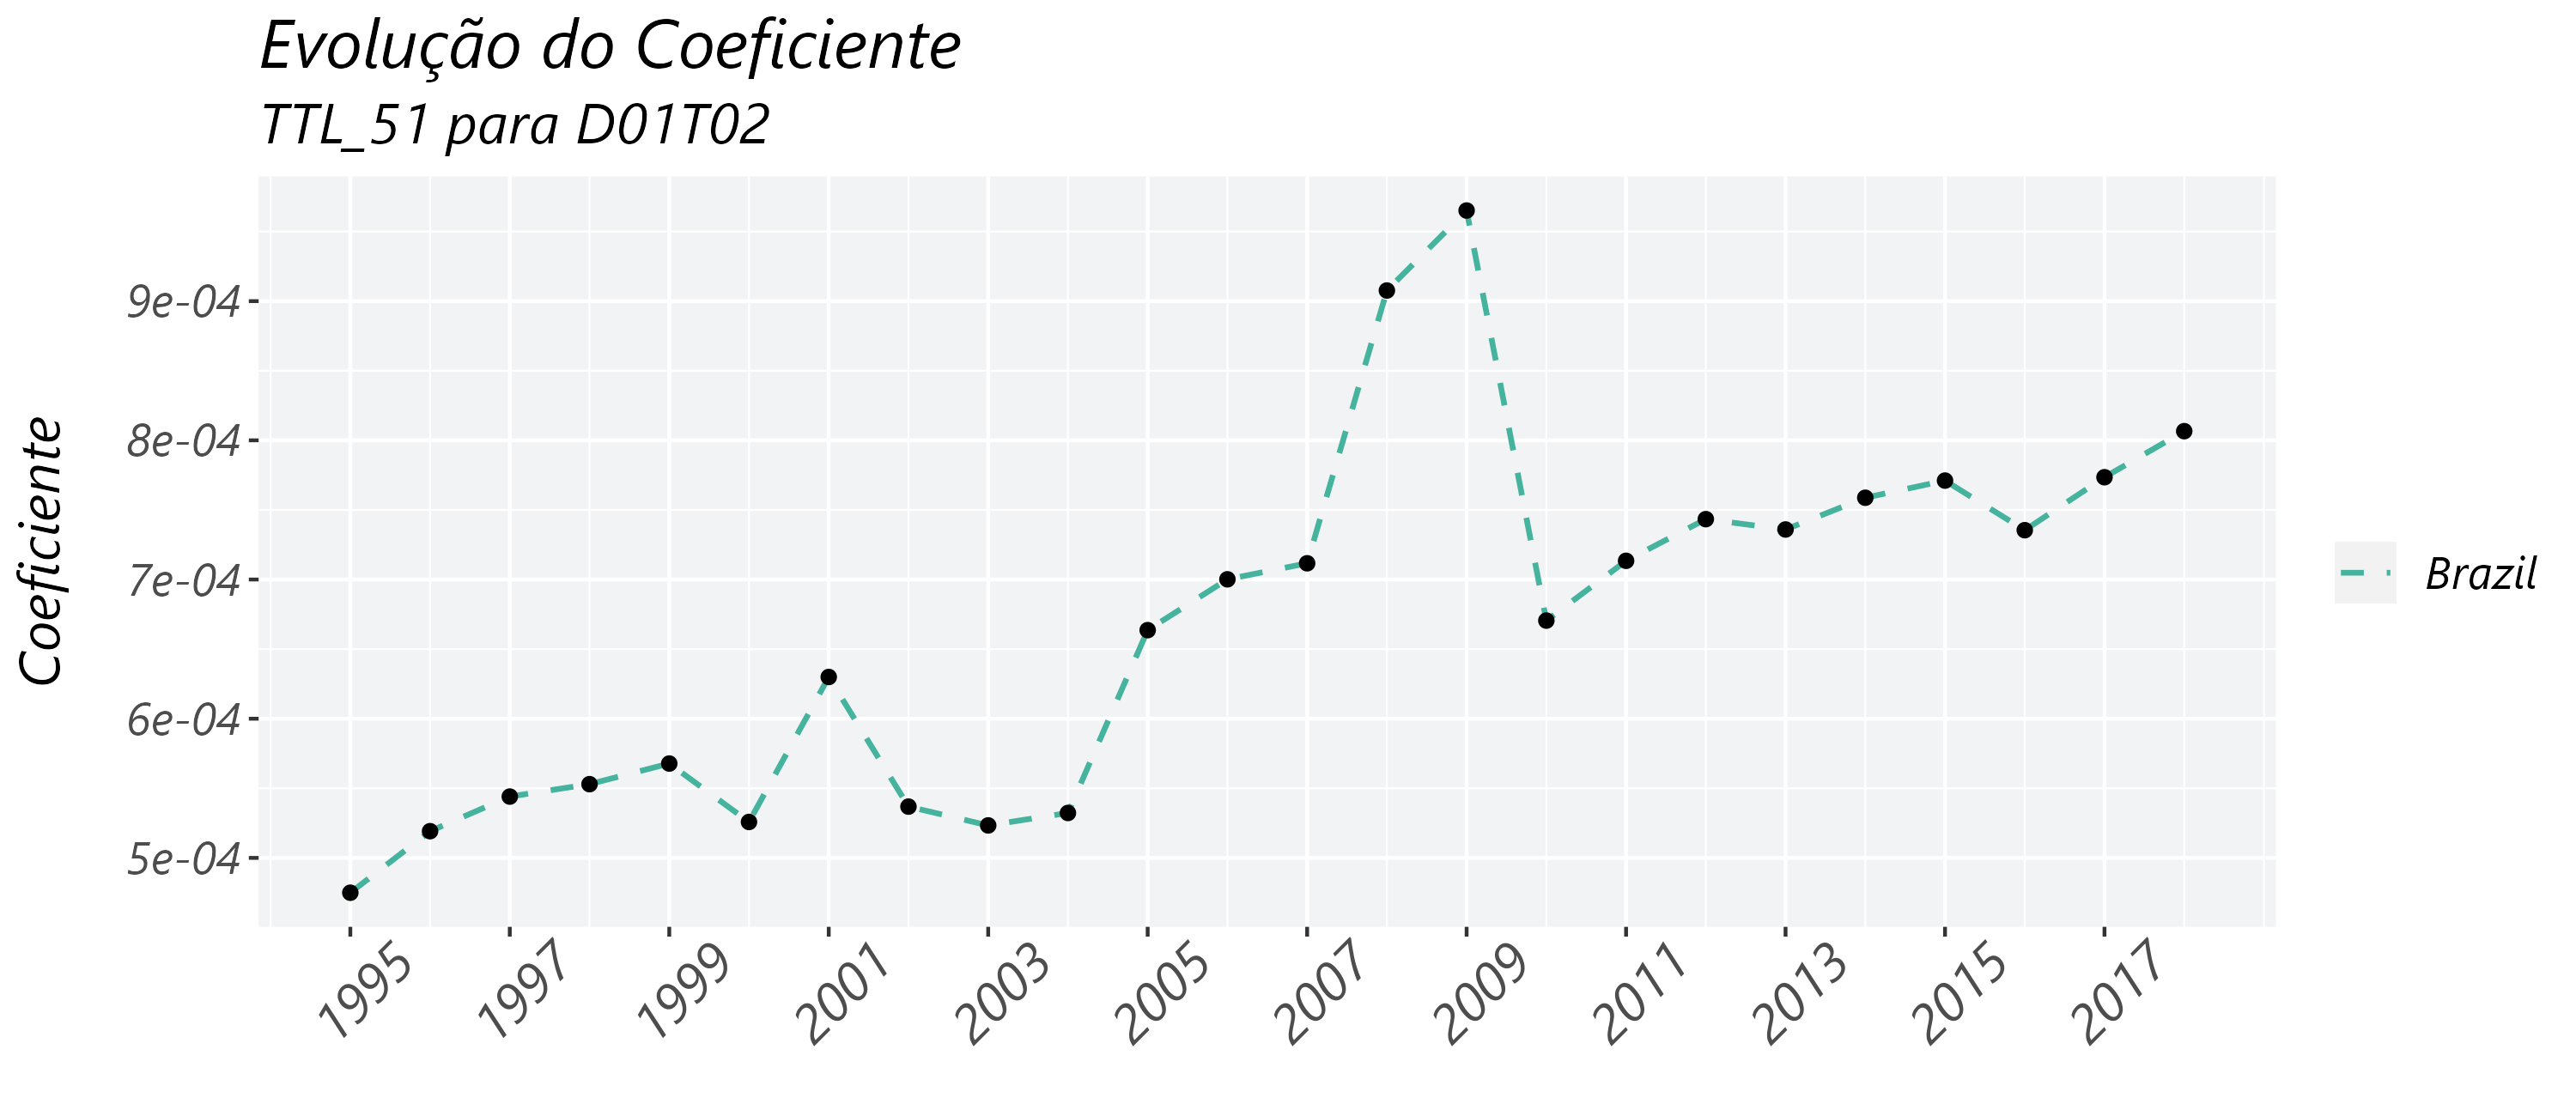 Evolução do Coeficiente
TTL_51 para D01T02
Coeficiente
9e-04
8e-04
7e-04
6e-04
5e-04
1995
1997
1999
2001
2003
2005
2007
2009
2011
2013
2015
2017
Brazil